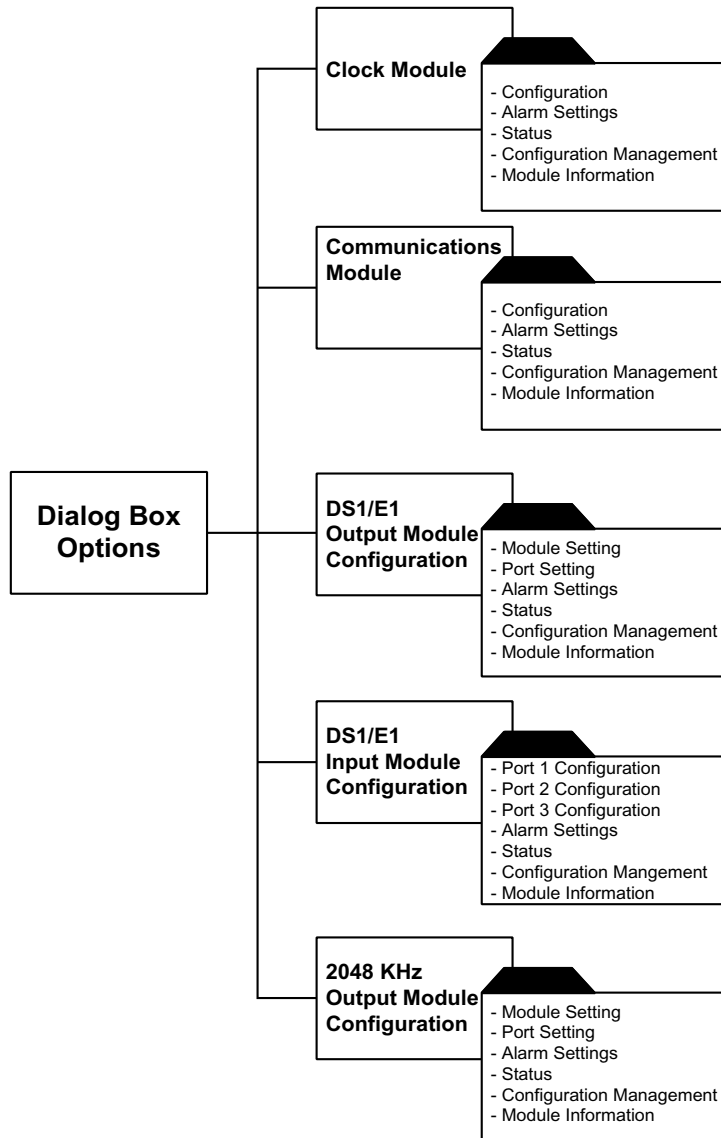 Clock Module
- Configuration
- Alarm Settings
- Status
- Configuration Management
- Module Information
Communications
Module
- Configuration
- Alarm Settings
- Status
- Configuration Management
- Module Information
Dialog Box
Options
DS1/E1
Output Module
Configuration
- Module Setting
- Port Setting
- Alarm Settings
- Status
- Configuration Management
- Module Information
DS1/E1
Input Module
Configuration
- Port 1 Configuration
- Port 2 Configuration
- Port 3 Configuration
- Alarm Settings
- Status
- Configuration Mangement
- Module Information
2048 KHz
Output Module
Configuration
- Module Setting
- Port Setting
- Alarm Settings
- Status
- Configuration Management
- Module Information